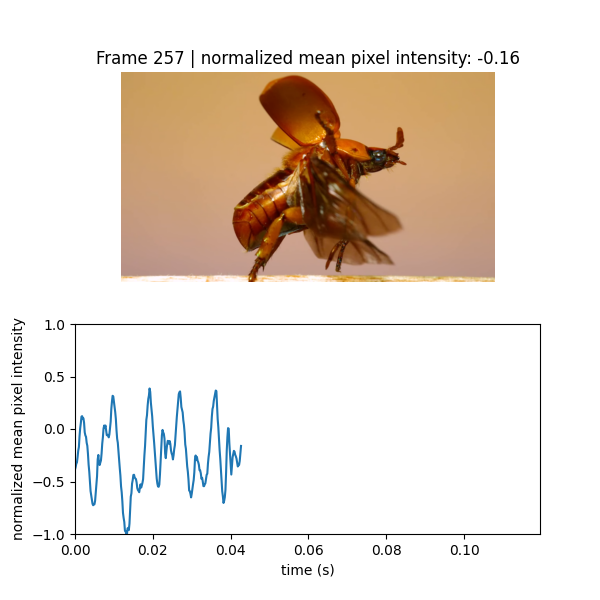 Frame 257 | normalized mean pixel intensity: -0.16
1.0
0.5
0.0
−0.5
−1.0
normalized mean pixel intensity
0.00 0.02 0.04 0.06 0.08 0.10
time (s)